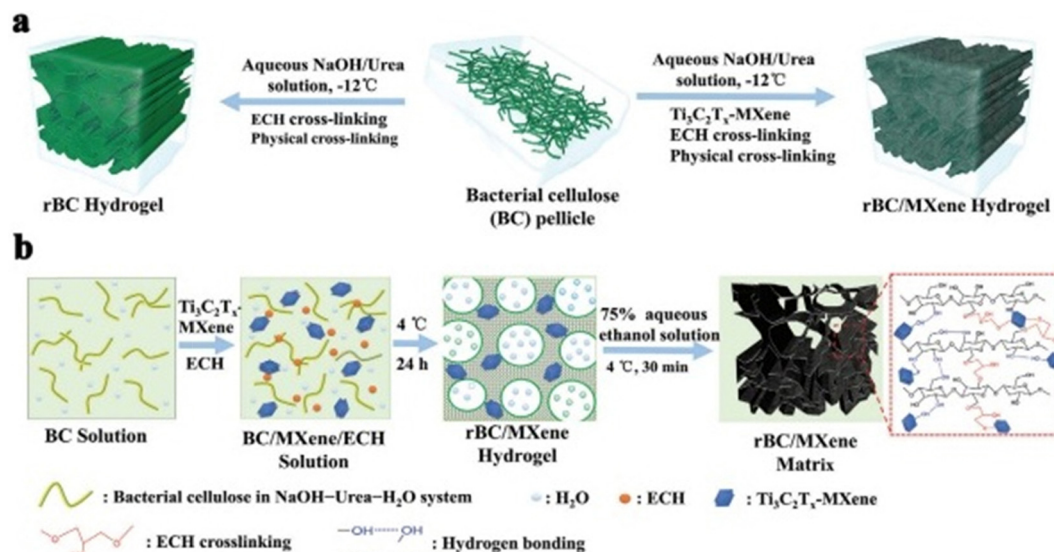 a
Aqueous NaOH/Urea
solution, -12℃
ECH cross-linking
Physical cross-linking
rBC Hydrogel
Bacterial cellulose
(BC) pellicle
Aqueous NaOH/Urea
solution, -12℃
Ti₃C₂Tₓ-MXene
ECH cross-linking
Physical cross-linking
rBC/MXene Hydrogel
b
BC Solution
Ti₃C₂Tₓ-
MXene
ECH
BC/MXene/ECH
Solution
4 ℃
24 h
rBC/MXene
Hydrogel
75% aqueous
ethanol solution
4 ℃, 30 min
rBC/MXene
Matrix
: Bacterial cellulose in NaOH−Urea−H₂O system
: H₂O
: ECH
: Ti₃C₂Tₓ-MXene
: ECH crosslinking
OH
OH
: Hydrogen bonding